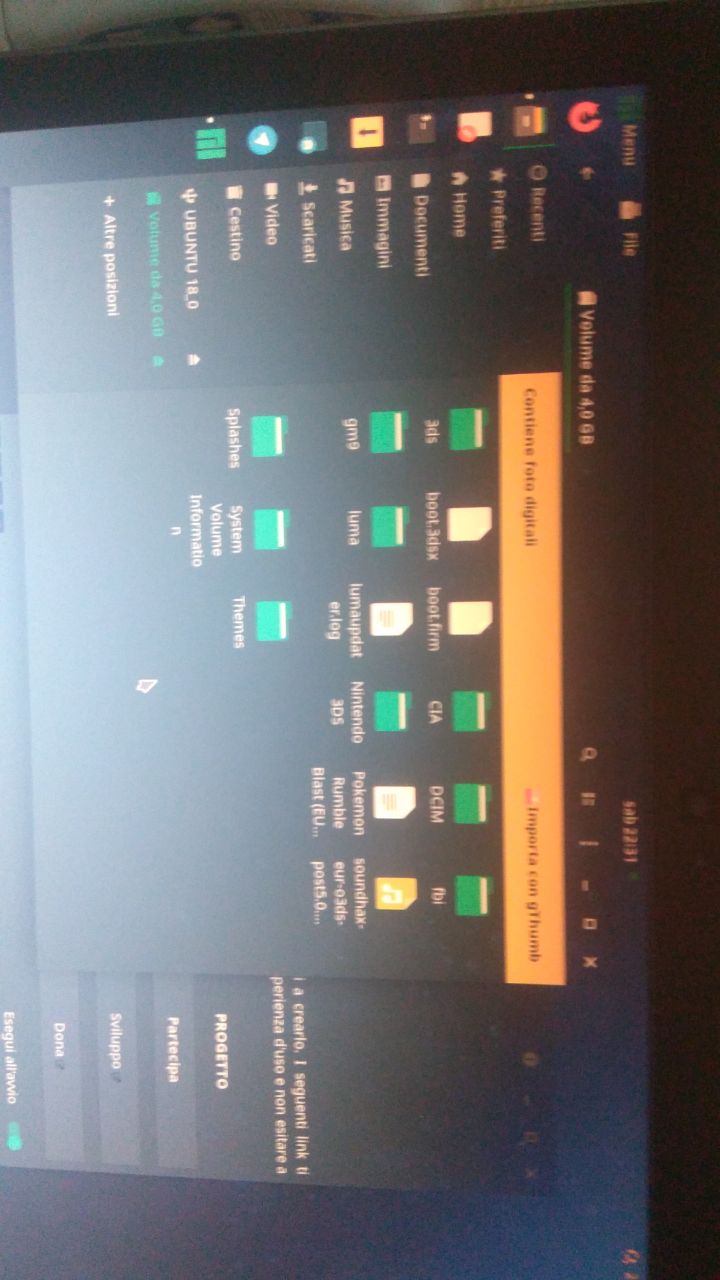 Menu
File
sab 22:31
Volume da 4,0 GB
Recenti
Preferiti
Home
Documenti
Immagini
Musica
Scaricati
Video
Cestino
UBUNTU 18_0
Volume da 4,0 GB
+ Altre posizioni
Contiene foto digitali
Importa con gThumb
3ds
boot.3dsx
boot.firm
CIA
DCIM
fbi
gm9
luma
lumaupdat
er.log
Nintendo
3DS
Pokemon
Rumble
Blast (EU...
soundhax-
eur-o3ds-
post5.0....
Splashes
System
Volume
Informatio
n
Themes
i a crearlo. I seguenti link ti
perienza d'uso e non esitare a
PROGETTO
Partecipa
Sviluppo
Dona
Esegui all'avvio